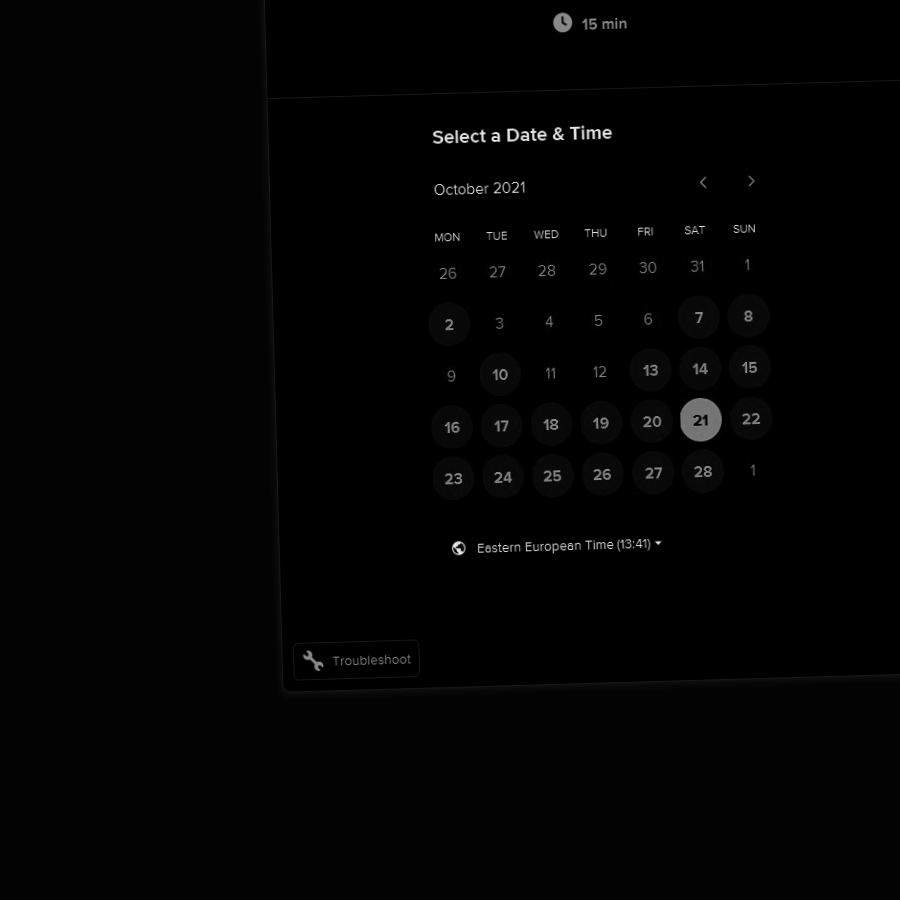 15 min
Select a Date & Time
October 2021
MON TUE WED THU FRI SAT SUN
26 27 28 29 30 31 1
2 3 4 5 6 7 8
9 10 11 12 13 14 15
16 17 18 19 20 21 22
23 24 25 26 27 28 1
Eastern European Time (13:41)
Troubleshoot